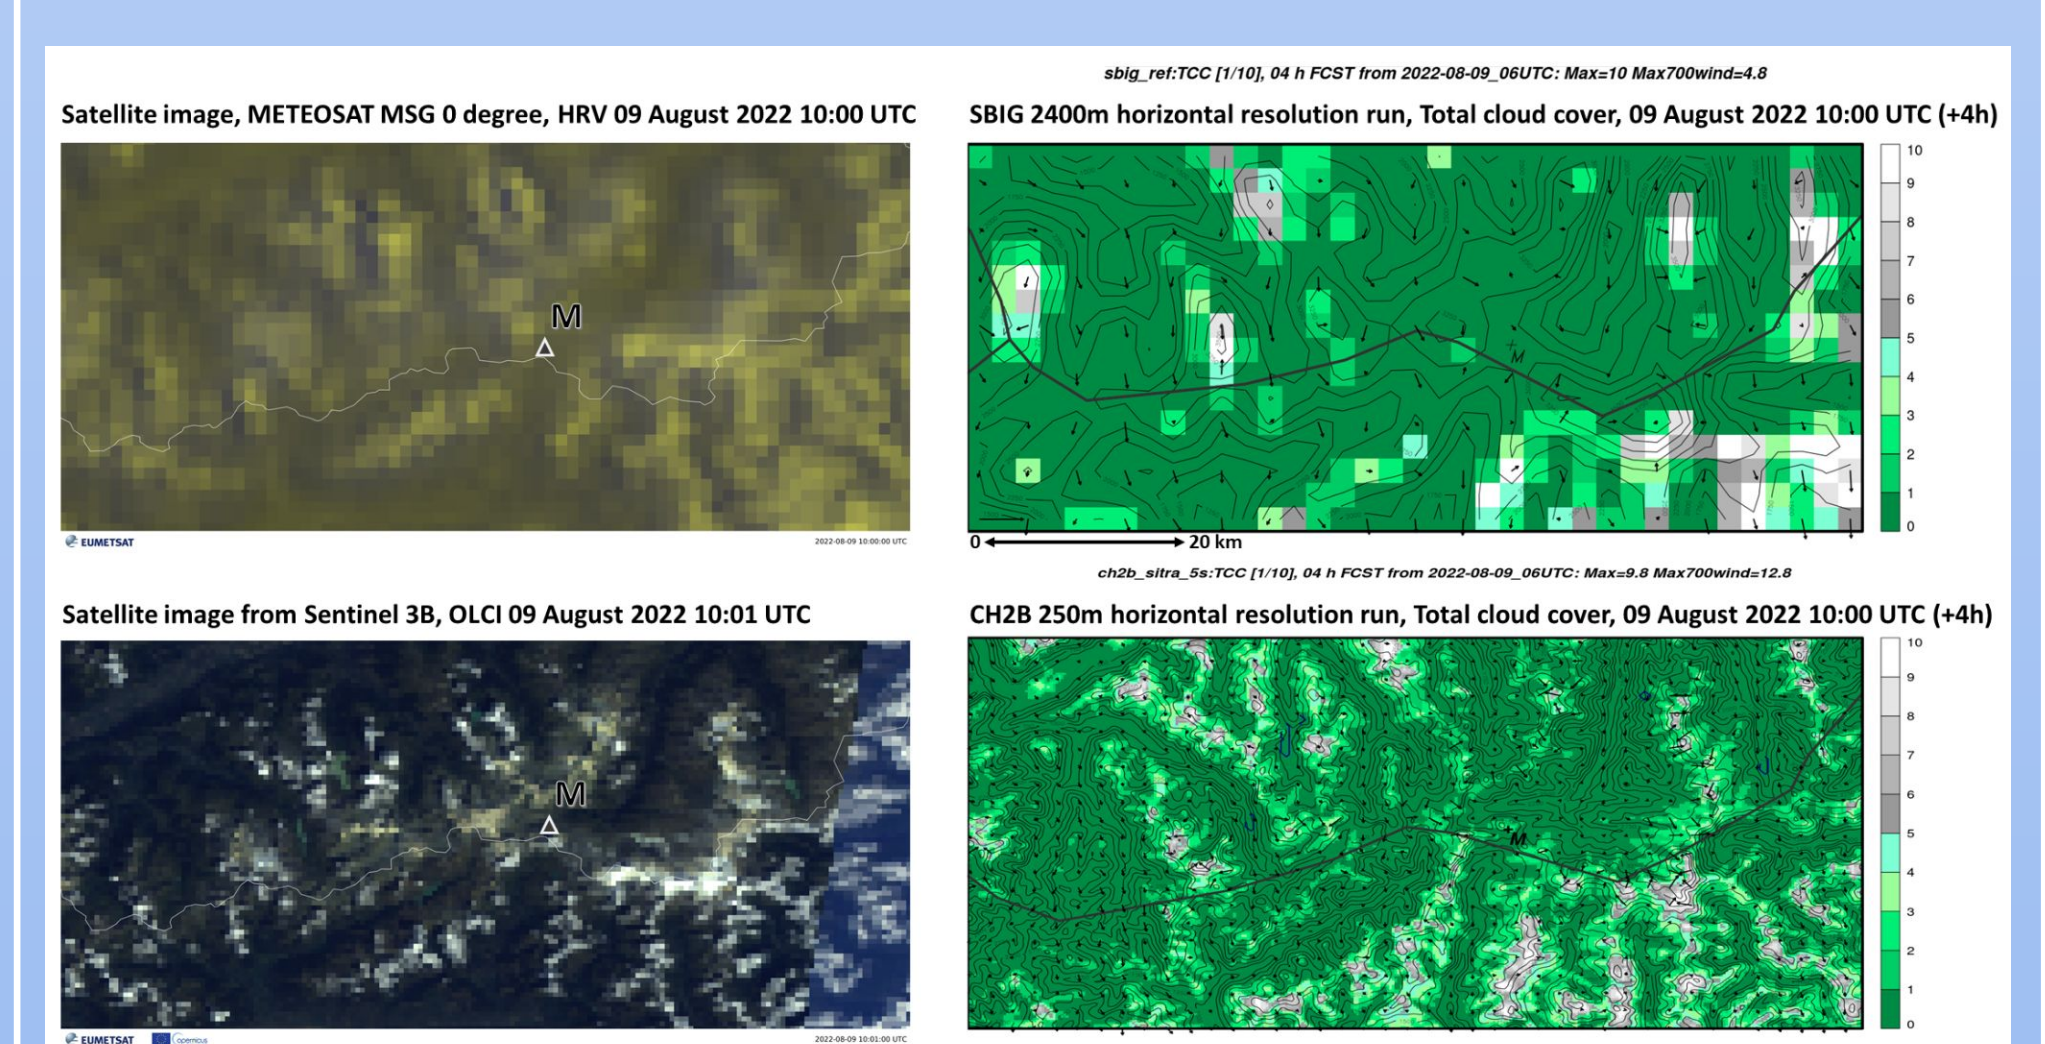 sbig_ref:TCC [1/10], 04 h FCST from 2022-08-09_06UTC: Max=10 Max700wind=4.8
Satellite image, METEOSAT MSG 0 degree, HRV 09 August 2022 10:00 UTC
SBIG 2400m horizontal resolution run, Total cloud cover, 09 August 2022 10:00 UTC (+4h)
M
M
10
9
8
7
6
5
4
3
2
1
0
EUMETSAT
2022-08-09 10:00:00 UTC
0
20 km
ch2b_sitra_5s:TCC [1/10], 04 h FCST from 2022-08-09_06UTC: Max=9.8 Max700wind=12.8
Satellite image from Sentinel 3B, OLCI 09 August 2022 10:01 UTC
CH2B 250m horizontal resolution run, Total cloud cover, 09 August 2022 10:00 UTC (+4h)
M
M
10
9
8
7
6
5
4
3
2
1
0
EUMETSAT
opernicus
2022-08-09 10:01:00 UTC